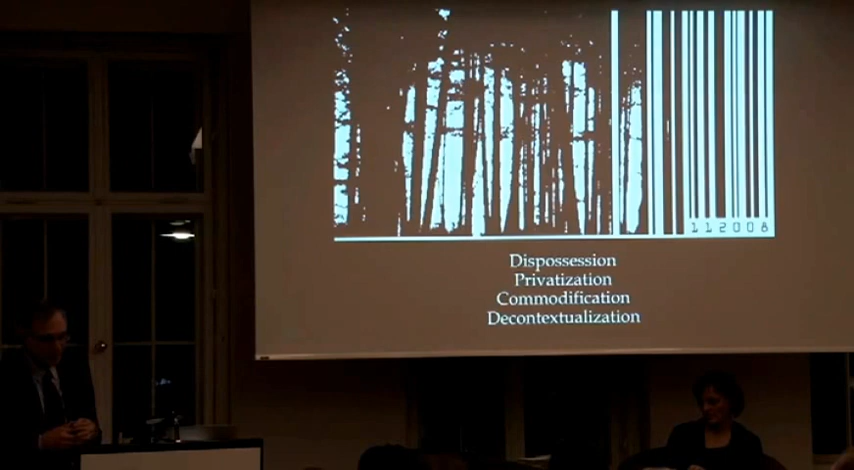 112008
Dispossession
Privatization
Commodification
Decontextualization